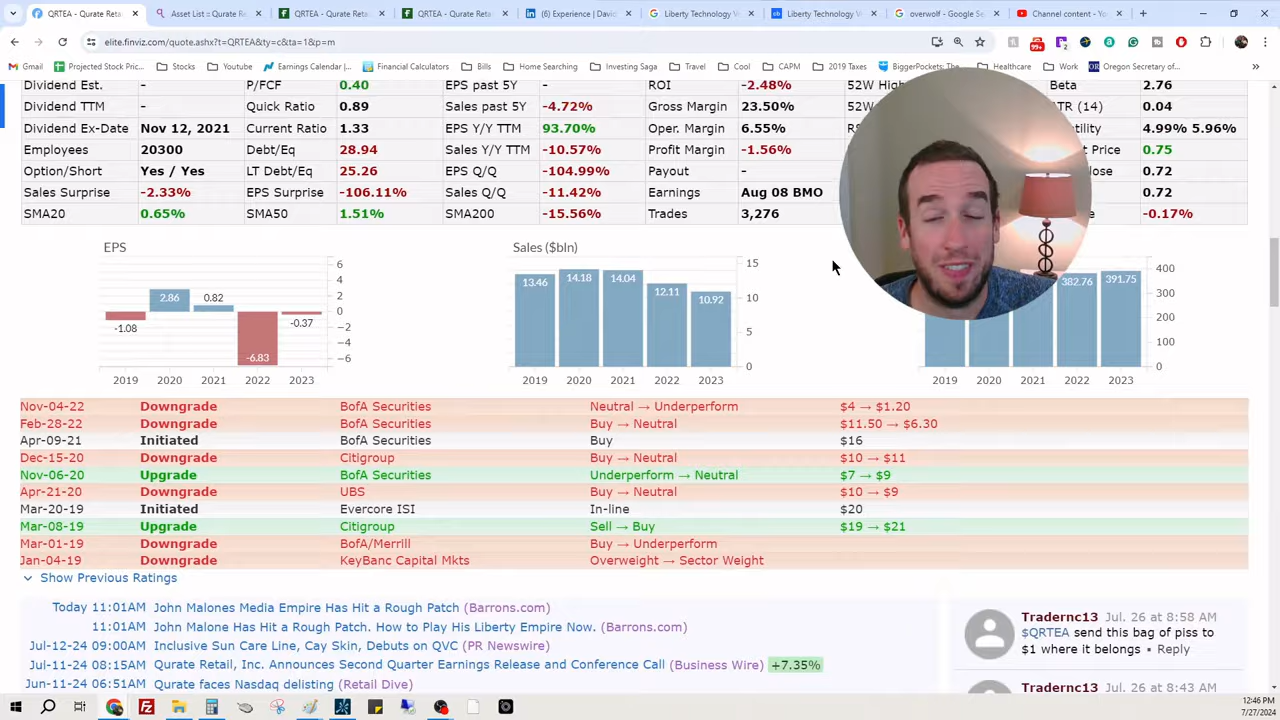 QRTEA - Qurate Retai
Asset List = Qurate Re
QRTEA - Qurate Retai
QRTEA - Qurate Retai
(6) Experience | Davi
Liberty Technology V
Liberty Technology V
overwolf - Google Se
Channel content - Yo
elite.finviz.com/quote.ashx?t=QRTEA&ty=c&ta=1&p=m
Gmail Projected Stock Pric... Stocks Youtube Earnings Calendar |... Financial Calculators Bills Home Searching Investing Saga Travel Cool CAPM 2019 Taxes BiggerPockets: The... Healthcare Work Oregon Secretary of...
Dividend Est. - P/FCF 0.40 EPS past 5Y - ROI -2.48% 52W High Beta 2.76
Dividend TTM - Quick Ratio 0.89 Sales past 5Y -4.72% Gross Margin 23.50% 52W TR (14) 0.04
Dividend Ex-Date Nov 12, 2021 Current Ratio 1.33 EPS Y/Y TTM 93.70% Oper. Margin 6.55% RS tility 4.99% 5.96%
Employees 20300 Debt/Eq 28.94 Sales Y/Y TTM -10.57% Profit Margin -1.56% t Price 0.75
Option/Short Yes / Yes LT Debt/Eq 25.26 EPS Q/Q -104.99% Payout - 0.72
Sales Surprise -2.33% EPS Surprise -106.11% Sales Q/Q -11.42% Earnings Aug 08 BMO 0.72
SMA20 0.65% SMA50 1.51% SMA200 -15.56% Trades 3,276 e -0.17%
EPS
6
4
2
0
−2
−4
−6
-1.08 2.86 0.82 -6.83 -0.37
2019 2020 2021 2022 2023
Sales ($bln)
15
10
5
0
13.46 14.18 14.04 12.11 10.92
2019 2020 2021 2022 2023
400
300
200
100
0
382.76 391.75
2019 2020 2021 2022 2023
Nov-04-22 Downgrade BofA Securities Neutral → Underperform $4 → $1.20
Feb-28-22 Downgrade BofA Securities Buy → Neutral $11.50 → $6.30
Apr-09-21 Initiated BofA Securities Buy $16
Dec-15-20 Downgrade Citigroup Buy → Neutral $10 → $11
Nov-06-20 Upgrade BofA Securities Underperform → Neutral $7 → $9
Apr-21-20 Downgrade UBS Buy → Neutral $10 → $9
Mar-20-19 Initiated Evercore ISI In-line $20
Mar-08-19 Upgrade Citigroup Sell → Buy $19 → $21
Mar-01-19 Downgrade BofA/Merrill Buy → Underperform
Jan-04-19 Downgrade KeyBanc Capital Mkts Overweight → Sector Weight
Show Previous Ratings
Today 11:01AM John Malones Media Empire Has Hit a Rough Patch (Barrons.com)
11:01AM John Malone Has Hit a Rough Patch. How to Play His Liberty Empire Now. (Barrons.com)
Jul-12-24 09:00AM Inclusive Sun Care Line, Cay Skin, Debuts on QVC (PR Newswire)
Jul-11-24 08:15AM Qurate Retail, Inc. Announces Second Quarter Earnings Release and Conference Call (Business Wire) +7.35%
Jun-11-24 06:51AM Qurate faces Nasdaq delisting (Retail Dive)
Tradernc13 Jul. 26 at 8:58 AM
$QRTEA send this bag of piss to
$1 where it belongs • Reply
Tradernc13 Jul. 26 at 8:43 AM
12:46 PM
7/27/2024